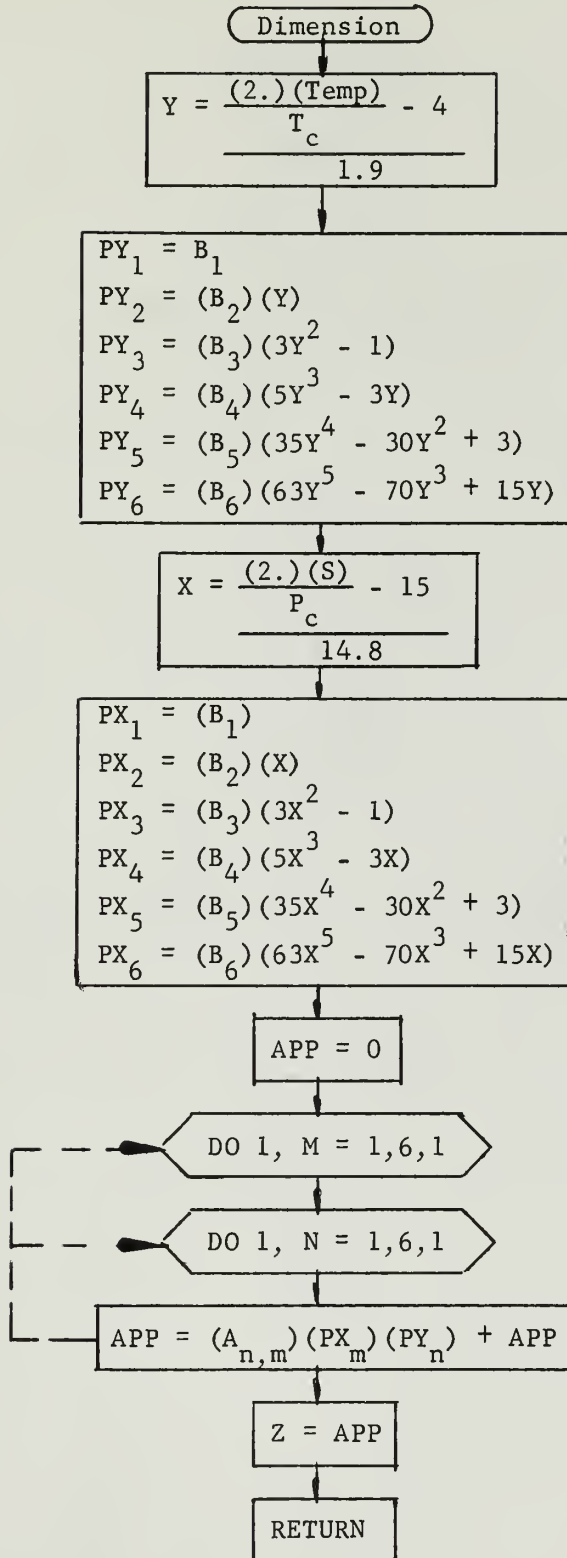 Dimension
Y = (2.)(Temp)/T_c - 4
1.9
PY_1 = B_1
PY_2 = (B_2)(Y)
PY_3 = (B_3)(3Y^2 - 1)
PY_4 = (B_4)(5Y^3 - 3Y)
PY_5 = (B_5)(35Y^4 - 30Y^2 + 3)
PY_6 = (B_6)(63Y^5 - 70Y^3 + 15Y)
X = (2.)(S)/P_c - 15
14.8
PX_1 = (B_1)
PX_2 = (B_2)(X)
PX_3 = (B_3)(3X^2 - 1)
PX_4 = (B_4)(5X^3 - 3X)
PX_5 = (B_5)(35X^4 - 30X^2 + 3)
PX_6 = (B_6)(63X^5 - 70X^3 + 15X)
APP = 0
DO 1, M = 1,6,1
DO 1, N = 1,6,1
APP = (A_n,m)(PX_m)(PY_n) + APP
Z = APP
RETURN